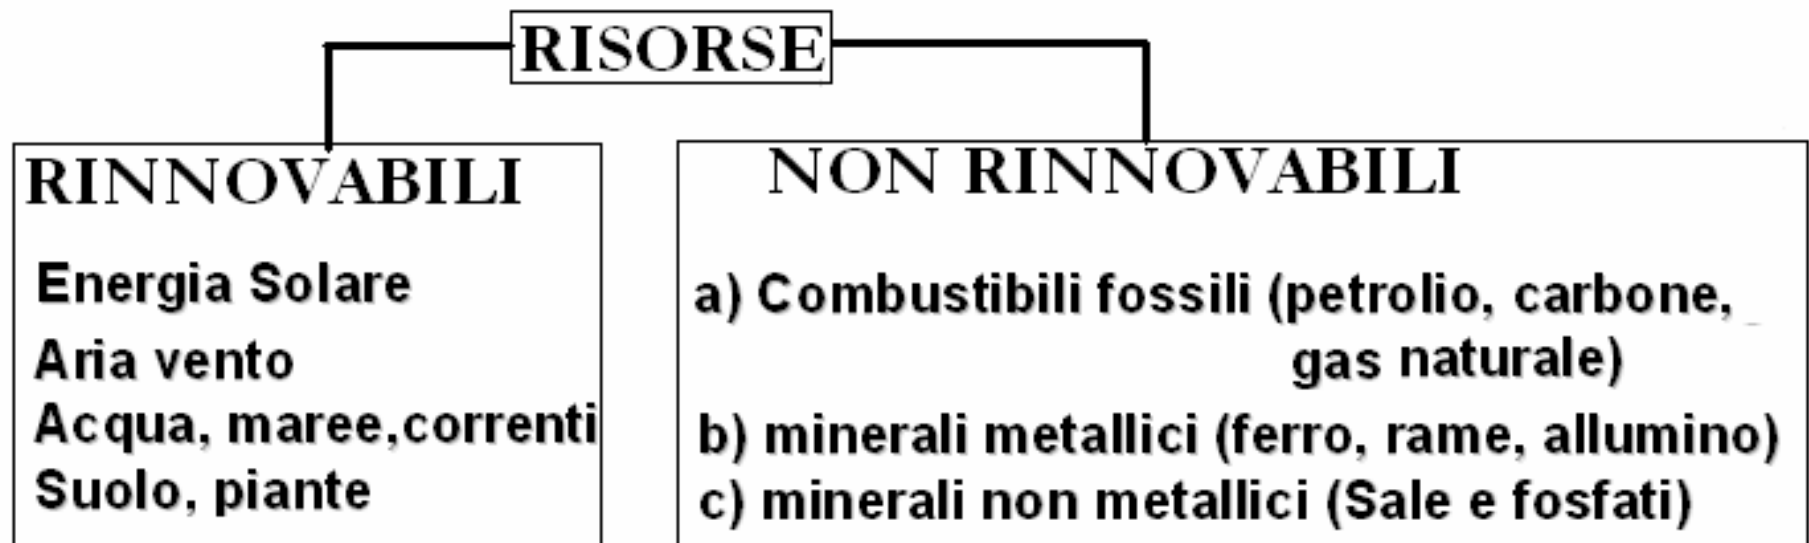 RISORSE
RINNOVABILI
Energia Solare
Aria vento
Acqua, maree,correnti
Suolo, piante
NON RINNOVABILI
a) Combustibili fossili (petrolio, carbone,
gas naturale)
b) minerali metallici (ferro, rame, allumino)
c) minerali non metallici (Sale e fosfati)